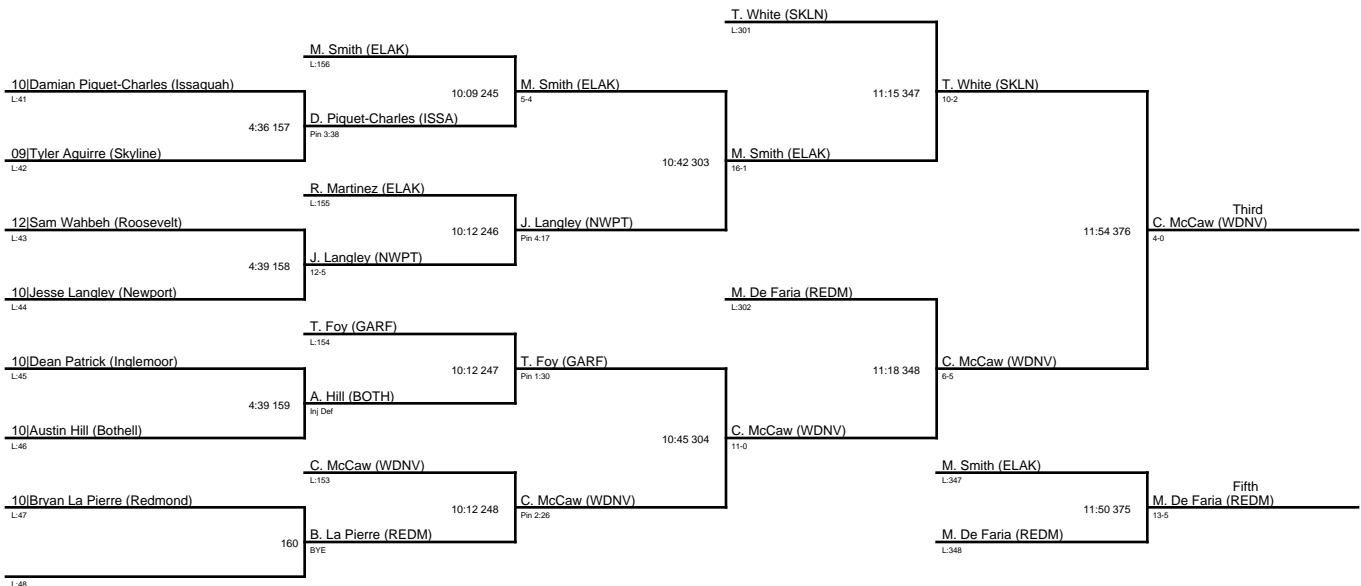 T. White (SKLN)
L:301
M. Smith (ELAK)
L:156
10|Damian Piquet-Charles (Issaquah)
L:41
10:09 245
M. Smith (ELAK)
5-4
11:15 347
T. White (SKLN)
10-2
4:36 157
D. Piquet-Charles (ISSA)
Pin 3:38
09|Tyler Aguirre (Skyline)
L:42
10:42 303
M. Smith (ELAK)
16-1
R. Martinez (ELAK)
L:155
12|Sam Wahbeh (Roosevelt)
L:43
10:12 246
J. Langley (NWPT)
Pin 4:17
11:54 376
Third
C. McCaw (WDNV)
4-0
4:39 158
J. Langley (NWPT)
12-5
10|Jesse Langley (Newport)
L:44
M. De Faria (REDM)
L:302
T. Foy (GARF)
L:154
10|Dean Patrick (Inglemoor)
L:45
10:12 247
T. Foy (GARF)
Pin 1:30
11:18 348
C. McCaw (WDNV)
6-5
4:39 159
A. Hill (BOTH)
Inj Def
10|Austin Hill (Bothell)
L:46
10:45 304
C. McCaw (WDNV)
11-0
C. McCaw (WDNV)
L:153
M. Smith (ELAK)
L:347
10|Bryan La Pierre (Redmond)
L:47
10:12 248
C. McCaw (WDNV)
Pin 2:26
11:50 375
Fifth
M. De Faria (REDM)
13-5
160
B. La Pierre (REDM)
BYE
M. De Faria (REDM)
L:348
L:48